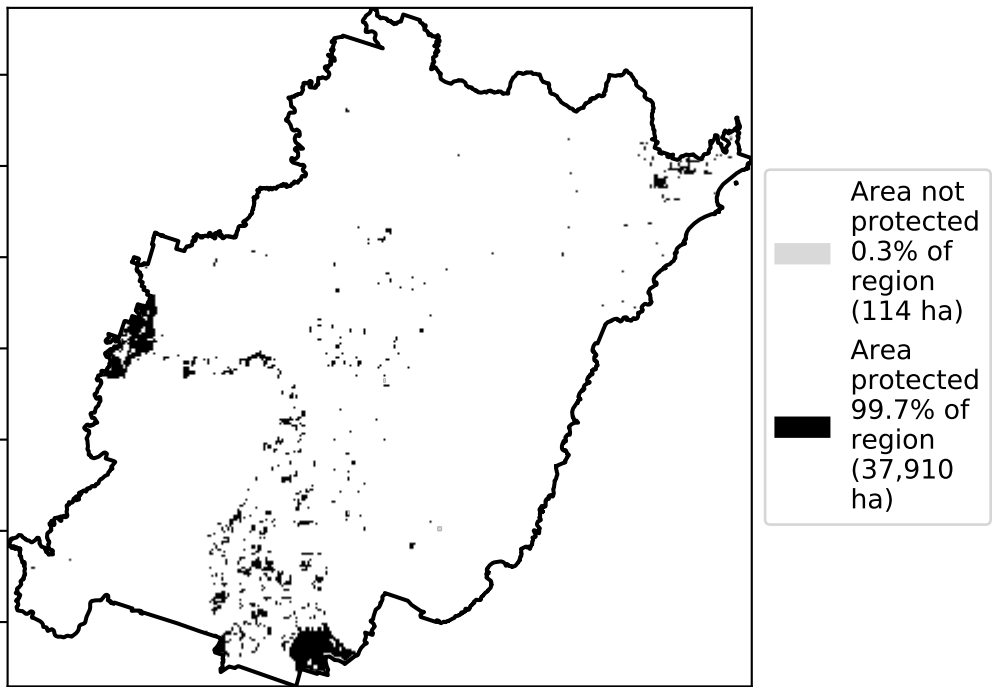 Area not
protected
0.3% of
region
(114 ha)
Area
protected
99.7% of
region
(37,910
ha)